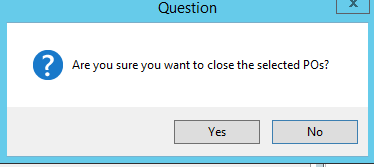 Question
x
Are you sure you want to close the selected POs?
Yes
No